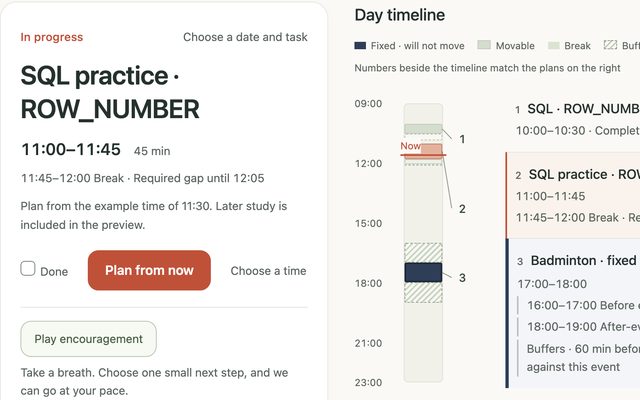 In progress
Choose a date and task
SQL practice ·
ROW_NUMBER
11:00–11:45 45 min
11:45–12:00 Break · Required gap until 12:05
Plan from the example time of 11:30. Later study is
included in the preview.
Done
Plan from now
Choose a time
Play encouragement
Take a breath. Choose one small next step, and we
can go at your pace.
Day timeline
Fixed · will not move
Movable
Break
Buff
Numbers beside the timeline match the plans on the right
09:00
12:00
15:00
18:00
21:00
23:00
Now
1
2
3
1 SQL · ROW_NUMB
10:00–10:30 · Complet
2 SQL practice · ROW
11:00–11:45
11:45–12:00 Break · Re
3 Badminton · fixed
17:00–18:00
16:00–17:00 Before e
18:00–19:00 After-ev
Buffers · 60 min befor
against this event